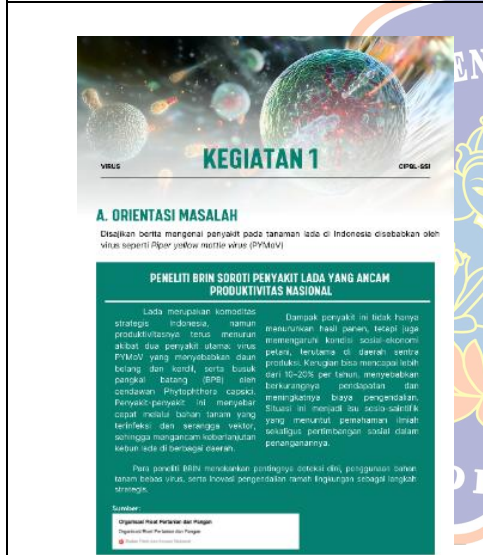 VIRUS
KEGIATAN 1
CIPBL-SSI
A. ORIENTASI MASALAH
Disajikan berita mengenai penyakit pada tanaman lada di Indonesia disebabkan oleh
virus seperti Piper yellow mottle virus (PYMoV)
PENELITI BRIN SOROTI PENYAKIT LADA YANG ANCAM
PRODUKTIVITAS NASIONAL
Lada merupakan komoditas
strategis Indonesia, namun
produktivitasnya terus menurun
akibat dua penyakit utama: virus
PYMoV yang menyebabkan daun
belang dan kerdil, serta busuk
pangkal batang (BPB) oleh
cendawan Phytophthora capsici.
Penyakit-penyakit ini menyebar
cepat melalui bahan tanam yang
terinfeksi dan serangga vektor,
sehingga mengancam keberlanjutan
kebun lada di berbagai daerah.
Dampak penyakit ini tidak hanya
menurunkan hasil panen, tetapi juga
memengaruhi kondisi sosial-ekonomi
petani, terutama di daerah sentra
produksi. Kerugian bisa mencapai lebih
dari 10-20% per tahun, menyebabkan
berkurangnya pendapatan dan
meningkatnya biaya pengendalian.
Situasi ini menjadi isu sosio-saintifik
yang menuntut pemahaman ilmiah
sekaligus pertimbangan sosial dalam
penanganannya.
Para peneliti BRIN menekankan pentingnya deteksi dini, penggunaan bahan
tanam bebas virus, serta inovasi pengendalian ramah lingkungan sebagai langkah
strategis.
Sumber:
Organisasi Riset Pertanian dan Pangan
Organisasi Riset Pertanian dan Pangan
EN